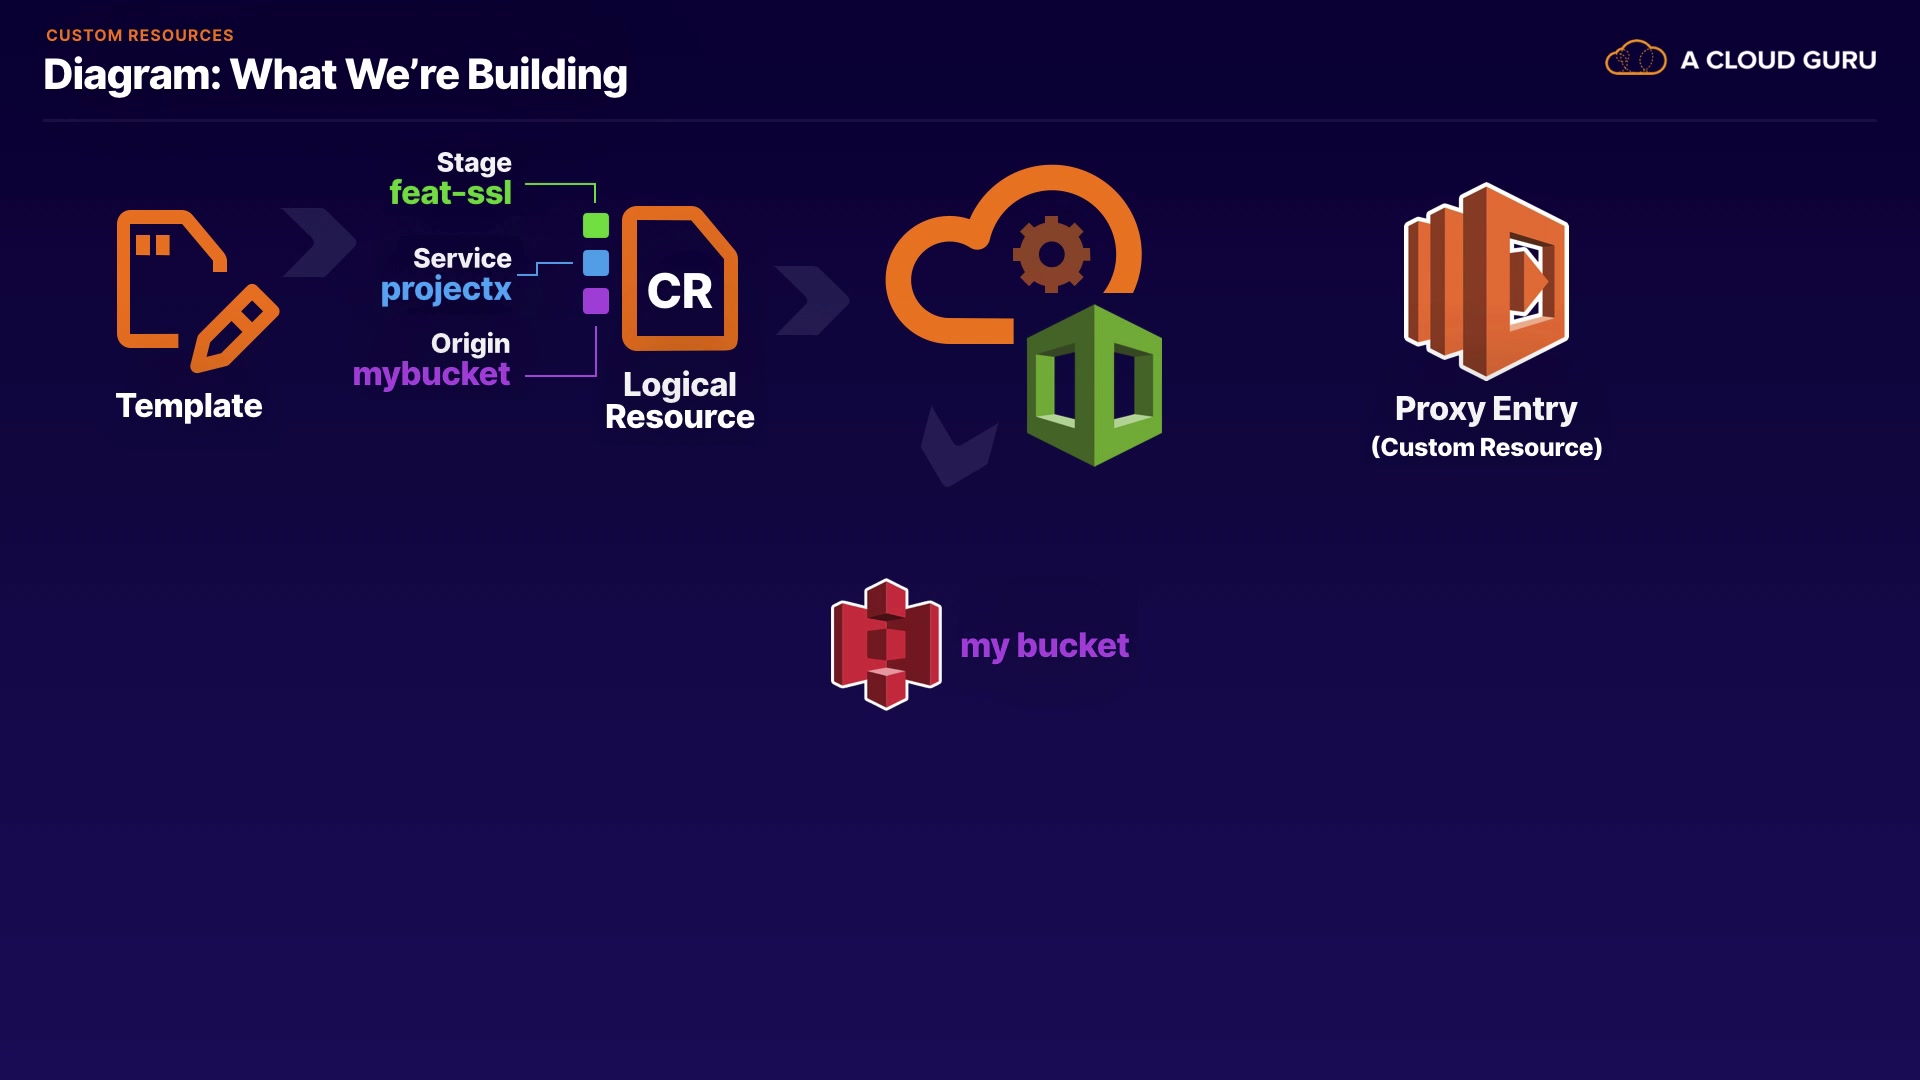 CUSTOM RESOURCES
Diagram: What We’re Building
A CLOUD GURU
Stage
feat-ssl
Service
projectx
Origin
mybucket
Template
CR
Logical
Resource
Proxy Entry
(Custom Resource)
my bucket